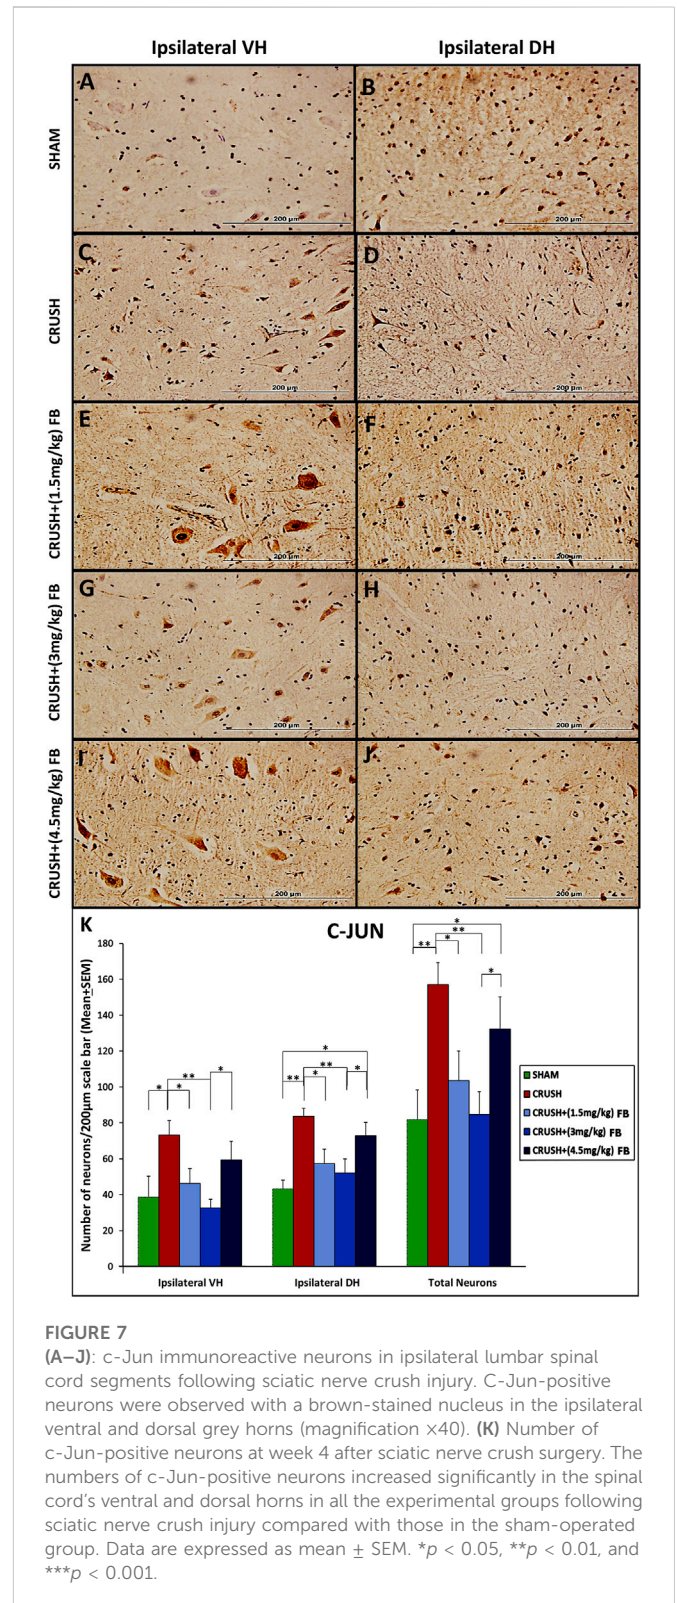 Ipsilateral VH
Ipsilateral DH
SHAM
A
200 µm
B
200 µm
CRUSH
C
200 µm
D
200 µm
CRUSH+(1.5mg/kg) FB
E
200 µm
F
200 µm
CRUSH+(3mg/kg) FB
G
200 µm
H
200 µm
CRUSH+(4.5mg/kg) FB
I
200 µm
J
200 µm
K
C-JUN
Number of neurons/200µm scale bar (Mean±SEM)
180
160
140
120
100
80
60
40
20
0
*
*
**
*
**
*
**
*
*
**
*
**
*
*
Ipsilateral VH
Ipsilateral DH
Total Neurons
SHAM
CRUSH
CRUSH+(1.5mg/kg) FB
CRUSH+(3mg/kg) FB
CRUSH+(4.5mg/kg) FB
FIGURE 7
(A–J): c-Jun immunoreactive neurons in ipsilateral lumbar spinal
cord segments following sciatic nerve crush injury. C-Jun-positive
neurons were observed with a brown-stained nucleus in the ipsilateral
ventral and dorsal grey horns (magnification ×40). (K) Number of
c-Jun-positive neurons at week 4 after sciatic nerve crush surgery. The
numbers of c-Jun-positive neurons increased significantly in the spinal
cord's ventral and dorsal horns in all the experimental groups following
sciatic nerve crush injury compared with those in the sham-operated
group. Data are expressed as mean ± SEM. *p < 0.05, **p < 0.01, and
***p < 0.001.